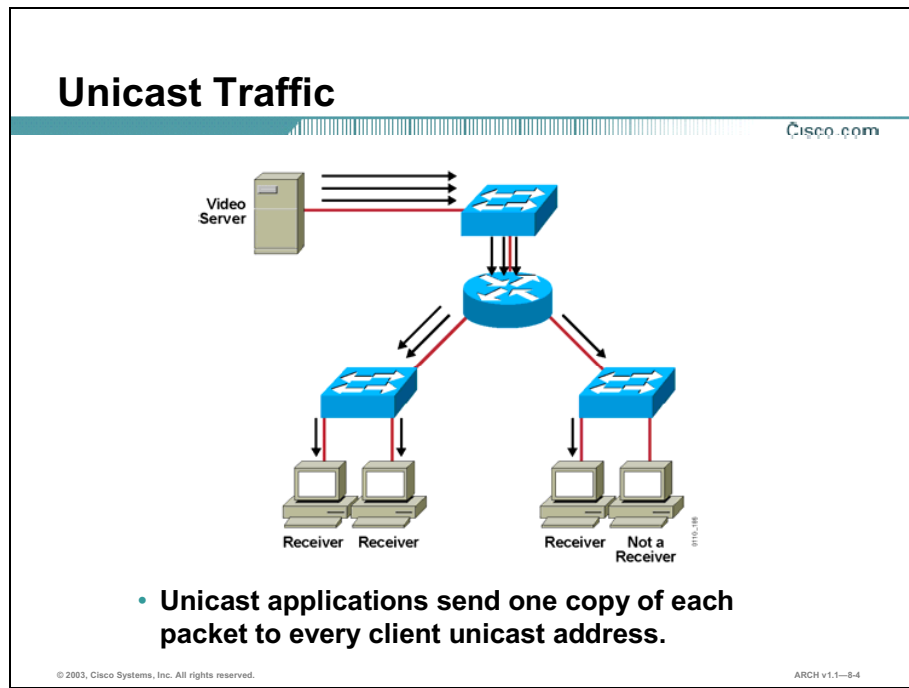 Unicast Traffic
Cisco.com
Video
Server
Receiver
Receiver
Receiver
Not a
Receiver
0110_186
• Unicast applications send one copy of each
packet to every client unicast address.
© 2003, Cisco Systems, Inc. All rights reserved.
ARCH v1.1—8-4